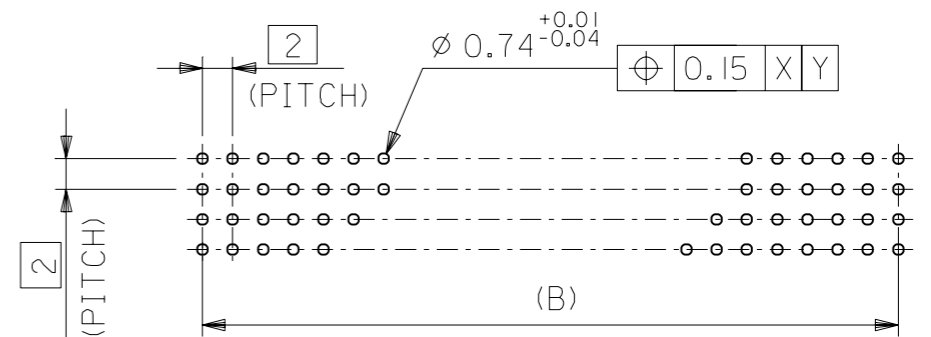 2
(PITCH)
⌀ 0.74 +0.01 -0.04
⌖ 0.15 X Y
2
(PITCH)
(B)